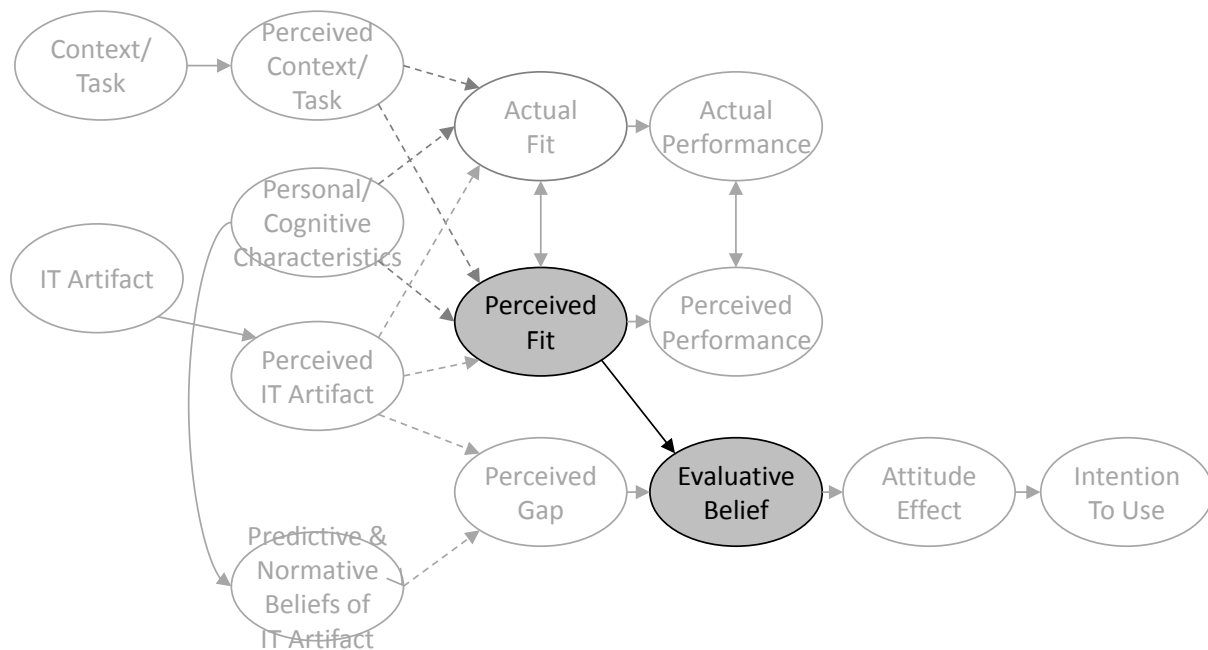 Context/
Task
Perceived
Context/
Task
Actual
Fit
Actual
Performance
Personal/
Cognitive
Characteristics
IT Artifact
Perceived
Fit
Perceived
Performance
Perceived
IT Artifact
Perceived
Gap
Evaluative
Belief
Attitude
Effect
Intention
To Use
Predictive &
Normative
Beliefs of
IT Artifact